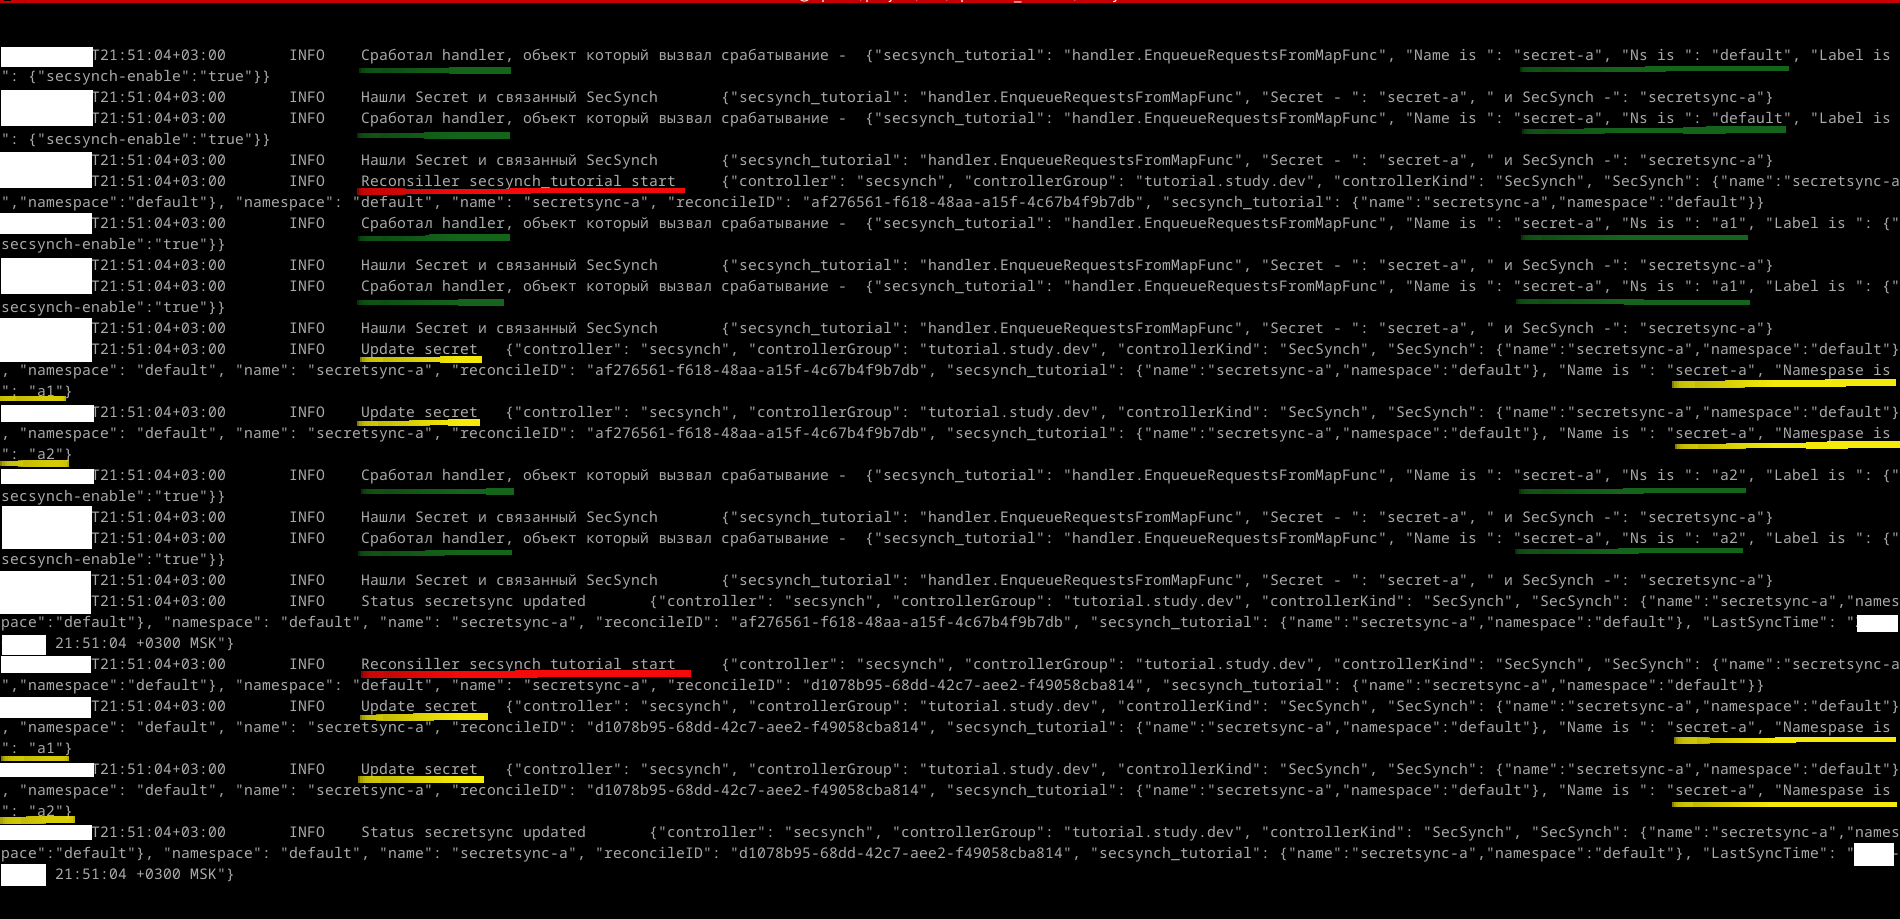 T21:51:04+03:00 INFO Сработал handler, объект который вызвал срабатывание - {"secsynch_tutorial": "handler.EnqueueRequestsFromMapFunc", "Name is ": "secret-a", "Ns is ": "default", "Label is
": {"secsynch-enable":"true"}}
T21:51:04+03:00 INFO Нашли Secret и связанный SecSynch {"secsynch_tutorial": "handler.EnqueueRequestsFromMapFunc", "Secret - ": "secret-a", " и SecSynch -": "secretsync-a"}
T21:51:04+03:00 INFO Сработал handler, объект который вызвал срабатывание - {"secsynch_tutorial": "handler.EnqueueRequestsFromMapFunc", "Name is ": "secret-a", "Ns is ": "default", "Label is
": {"secsynch-enable":"true"}}
T21:51:04+03:00 INFO Нашли Secret и связанный SecSynch {"secsynch_tutorial": "handler.EnqueueRequestsFromMapFunc", "Secret - ": "secret-a", " и SecSynch -": "secretsync-a"}
T21:51:04+03:00 INFO Reconsiller secsynch_tutorial start {"controller": "secsynch", "controllerGroup": "tutorial.study.dev", "controllerKind": "SecSynch", "SecSynch": {"name":"secretsync-a
","namespace":"default"}, "namespace": "default", "name": "secretsync-a", "reconcileID": "af276561-f618-48aa-a15f-4c67b4f9b7db", "secsynch_tutorial": {"name":"secretsync-a","namespace":"default"}}
T21:51:04+03:00 INFO Сработал handler, объект который вызвал срабатывание - {"secsynch_tutorial": "handler.EnqueueRequestsFromMapFunc", "Name is ": "secret-a", "Ns is ": "a1", "Label is ": {"
secsynch-enable":"true"}}
T21:51:04+03:00 INFO Нашли Secret и связанный SecSynch {"secsynch_tutorial": "handler.EnqueueRequestsFromMapFunc", "Secret - ": "secret-a", " и SecSynch -": "secretsync-a"}
T21:51:04+03:00 INFO Сработал handler, объект который вызвал срабатывание - {"secsynch_tutorial": "handler.EnqueueRequestsFromMapFunc", "Name is ": "secret-a", "Ns is ": "a1", "Label is ": {"
secsynch-enable":"true"}}
T21:51:04+03:00 INFO Нашли Secret и связанный SecSynch {"secsynch_tutorial": "handler.EnqueueRequestsFromMapFunc", "Secret - ": "secret-a", " и SecSynch -": "secretsync-a"}
T21:51:04+03:00 INFO Update secret {"controller": "secsynch", "controllerGroup": "tutorial.study.dev", "controllerKind": "SecSynch", "SecSynch": {"name":"secretsync-a","namespace":"default"}
, "namespace": "default", "name": "secretsync-a", "reconcileID": "af276561-f618-48aa-a15f-4c67b4f9b7db", "secsynch_tutorial": {"name":"secretsync-a","namespace":"default"}, "Name is ": "secret-a", "Namespase is
": "a1"}
T21:51:04+03:00 INFO Update secret {"controller": "secsynch", "controllerGroup": "tutorial.study.dev", "controllerKind": "SecSynch", "SecSynch": {"name":"secretsync-a","namespace":"default"}
, "namespace": "default", "name": "secretsync-a", "reconcileID": "af276561-f618-48aa-a15f-4c67b4f9b7db", "secsynch_tutorial": {"name":"secretsync-a","namespace":"default"}, "Name is ": "secret-a", "Namespase is
": "a2"}
T21:51:04+03:00 INFO Сработал handler, объект который вызвал срабатывание - {"secsynch_tutorial": "handler.EnqueueRequestsFromMapFunc", "Name is ": "secret-a", "Ns is ": "a2", "Label is ": {"
secsynch-enable":"true"}}
T21:51:04+03:00 INFO Нашли Secret и связанный SecSynch {"secsynch_tutorial": "handler.EnqueueRequestsFromMapFunc", "Secret - ": "secret-a", " и SecSynch -": "secretsync-a"}
T21:51:04+03:00 INFO Сработал handler, объект который вызвал срабатывание - {"secsynch_tutorial": "handler.EnqueueRequestsFromMapFunc", "Name is ": "secret-a", "Ns is ": "a2", "Label is ": {"
secsynch-enable":"true"}}
T21:51:04+03:00 INFO Нашли Secret и связанный SecSynch {"secsynch_tutorial": "handler.EnqueueRequestsFromMapFunc", "Secret - ": "secret-a", " и SecSynch -": "secretsync-a"}
T21:51:04+03:00 INFO Status secretsync updated {"controller": "secsynch", "controllerGroup": "tutorial.study.dev", "controllerKind": "SecSynch", "SecSynch": {"name":"secretsync-a","names
pace":"default"}, "namespace": "default", "name": "secretsync-a", "reconcileID": "af276561-f618-48aa-a15f-4c67b4f9b7db", "secsynch_tutorial": {"name":"secretsync-a","namespace":"default"}, "LastSyncTime": "
21:51:04 +0300 MSK"}
T21:51:04+03:00 INFO Reconsiller secsynch_tutorial start {"controller": "secsynch", "controllerGroup": "tutorial.study.dev", "controllerKind": "SecSynch", "SecSynch": {"name":"secretsync-a
","namespace":"default"}, "namespace": "default", "name": "secretsync-a", "reconcileID": "d1078b95-68dd-42c7-aee2-f49058cba814", "secsynch_tutorial": {"name":"secretsync-a","namespace":"default"}}
T21:51:04+03:00 INFO Update secret {"controller": "secsynch", "controllerGroup": "tutorial.study.dev", "controllerKind": "SecSynch", "SecSynch": {"name":"secretsync-a","namespace":"default"}
, "namespace": "default", "name": "secretsync-a", "reconcileID": "d1078b95-68dd-42c7-aee2-f49058cba814", "secsynch_tutorial": {"name":"secretsync-a","namespace":"default"}, "Name is ": "secret-a", "Namespase is
": "a1"}
T21:51:04+03:00 INFO Update secret {"controller": "secsynch", "controllerGroup": "tutorial.study.dev", "controllerKind": "SecSynch", "SecSynch": {"name":"secretsync-a","namespace":"default"}
, "namespace": "default", "name": "secretsync-a", "reconcileID": "d1078b95-68dd-42c7-aee2-f49058cba814", "secsynch_tutorial": {"name":"secretsync-a","namespace":"default"}, "Name is ": "secret-a", "Namespase is
": "a2"}
T21:51:04+03:00 INFO Status secretsync updated {"controller": "secsynch", "controllerGroup": "tutorial.study.dev", "controllerKind": "SecSynch", "SecSynch": {"name":"secretsync-a","names
pace":"default"}, "namespace": "default", "name": "secretsync-a", "reconcileID": "d1078b95-68dd-42c7-aee2-f49058cba814", "secsynch_tutorial": {"name":"secretsync-a","namespace":"default"}, "LastSyncTime": "
21:51:04 +0300 MSK"}